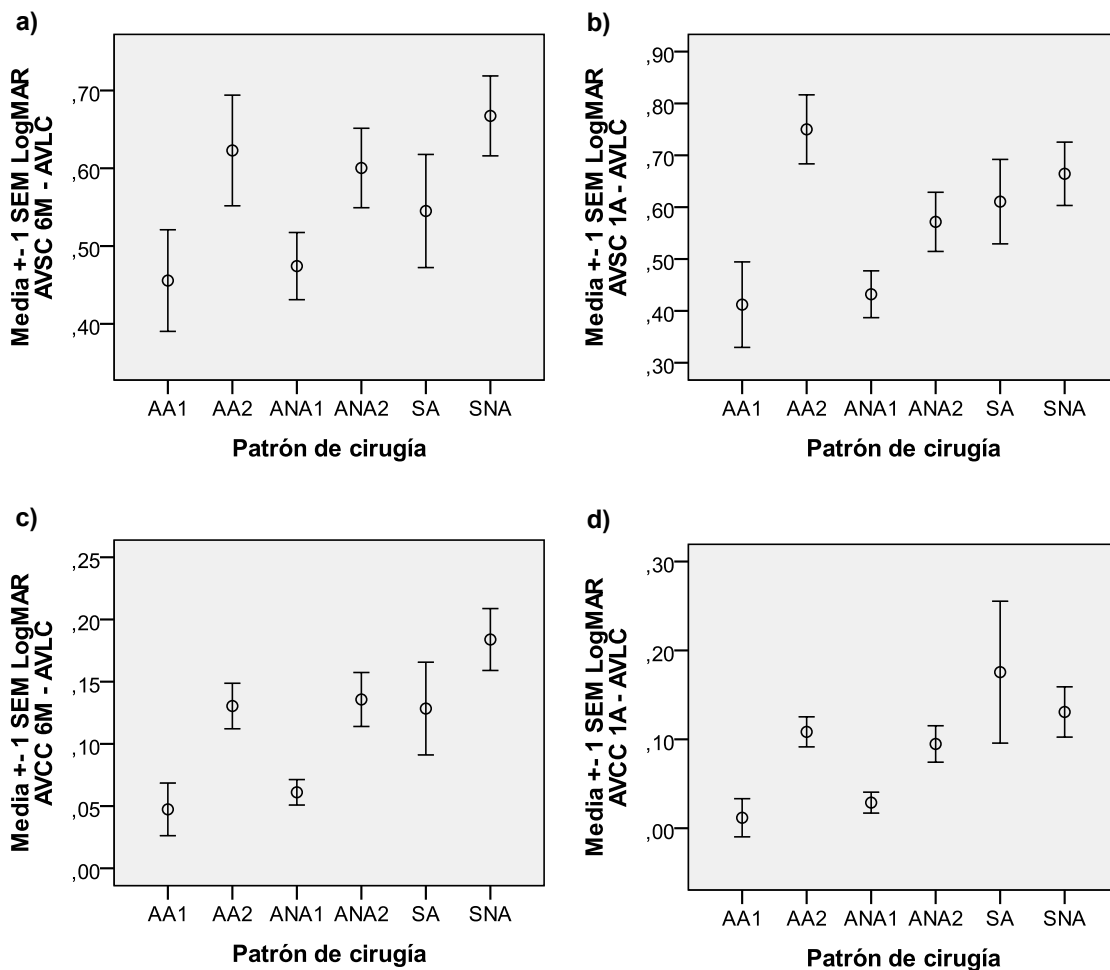 a)
Media +- 1 SEM LogMAR
AVSC 6M - AVLC
,70
,60
,50
,40
AA1 AA2 ANA1 ANA2 SA SNA
Patrón de cirugía
b)
Media +- 1 SEM LogMAR
AVSC 1A - AVLC
,90
,80
,70
,60
,50
,40
,30
AA1 AA2 ANA1 ANA2 SA SNA
Patrón de cirugía
c)
Media +- 1 SEM LogMAR
AVCC 6M - AVLC
,25
,20
,15
,10
,05
,00
AA1 AA2 ANA1 ANA2 SA SNA
Patrón de cirugía
d)
Media +- 1 SEM LogMAR
AVCC 1A - AVLC
,30
,20
,10
,00
AA1 AA2 ANA1 ANA2 SA SNA
Patrón de cirugía